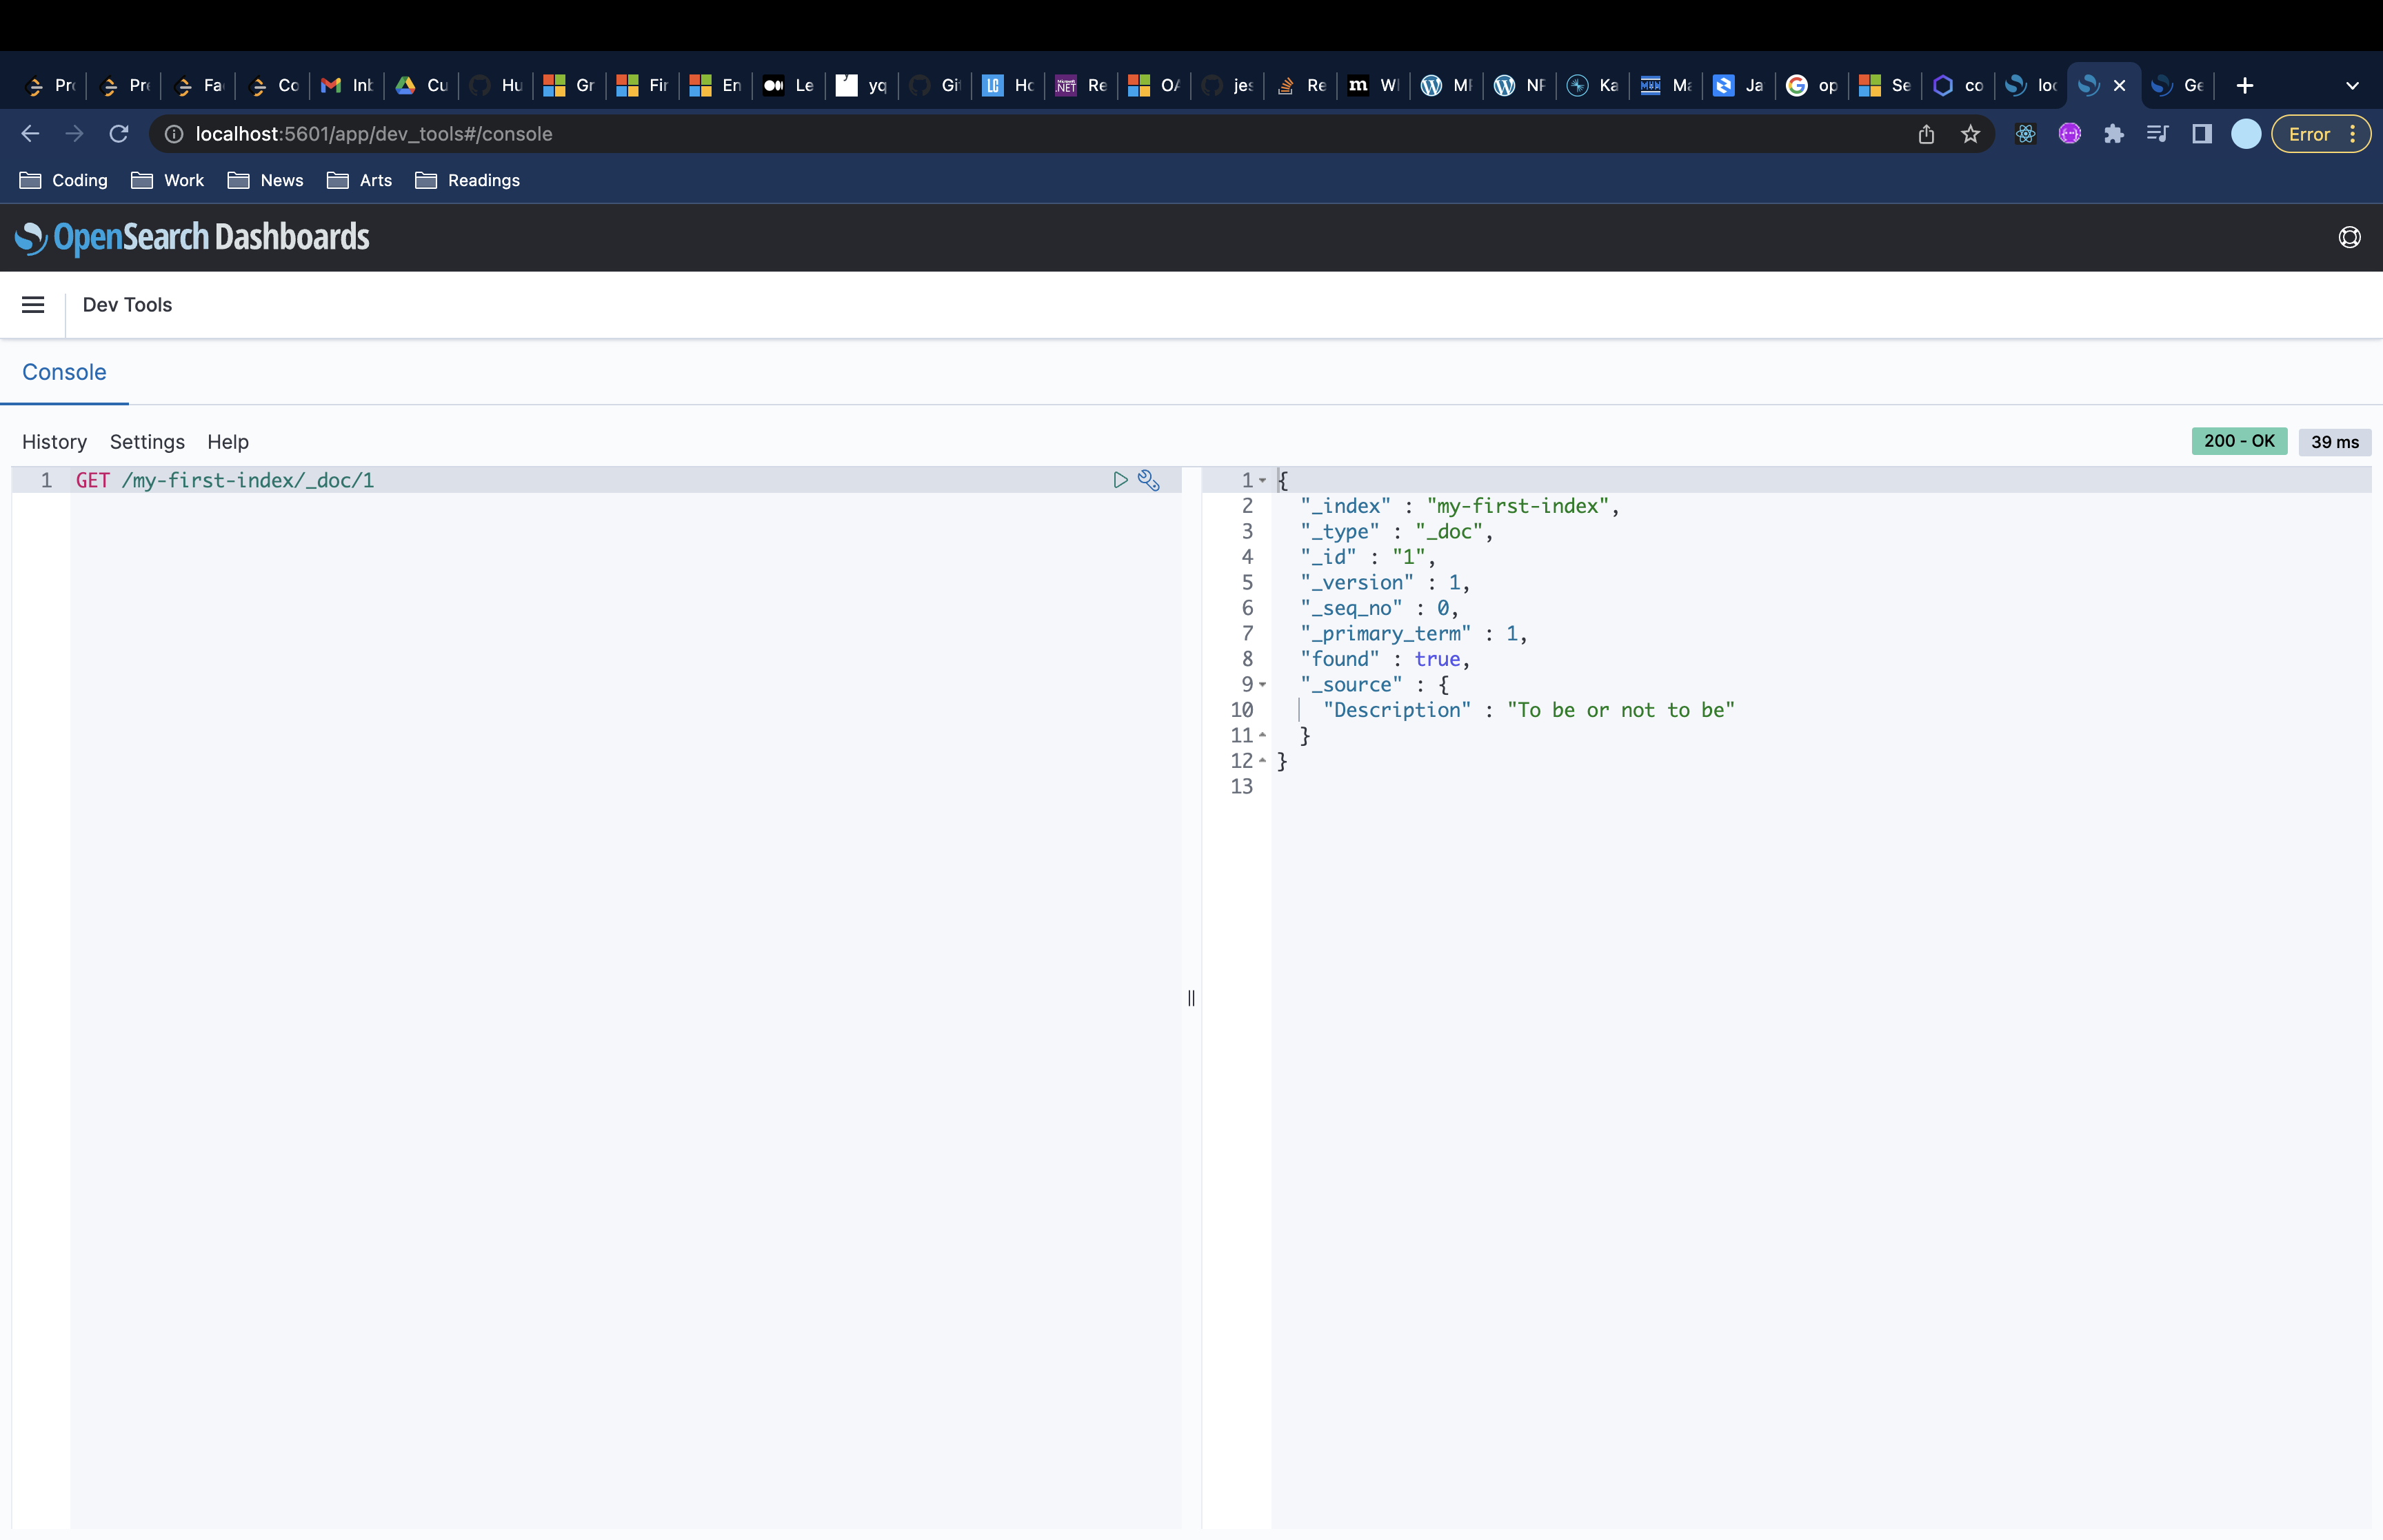 Pr Pr Fa Co Inb Cu Hu Gr Fir En Le yq Git LC Hc .NET Re OA jes Re m WI MI NF Ka Ma Ja op Se co loc Ge
localhost:5601/app/dev_tools#/console Error
Coding Work News Arts Readings
OpenSearch Dashboards
Dev Tools
Console
History Settings Help 200 - OK 39 ms
1 GET /my-first-index/_doc/1
1 {
2 "_index" : "my-first-index",
3 "_type" : "_doc",
4 "_id" : "1",
5 "_version" : 1,
6 "_seq_no" : 0,
7 "_primary_term" : 1,
8 "found" : true,
9 "_source" : {
10 "Description" : "To be or not to be"
11 }
12 }
13